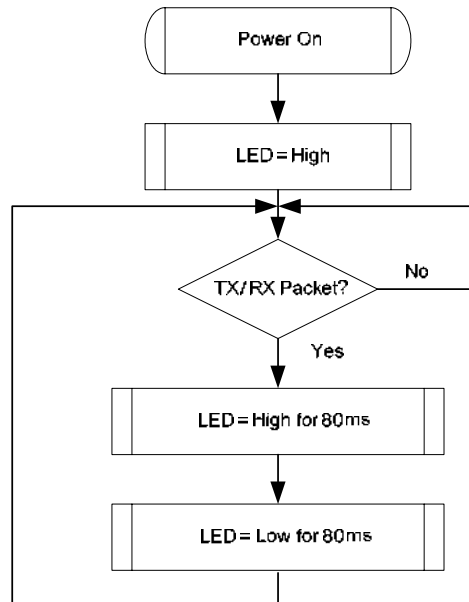 Power On
LED = High
TX/RX Packet?
No
Yes
LED = High for 80ms
LED = Low for 80ms